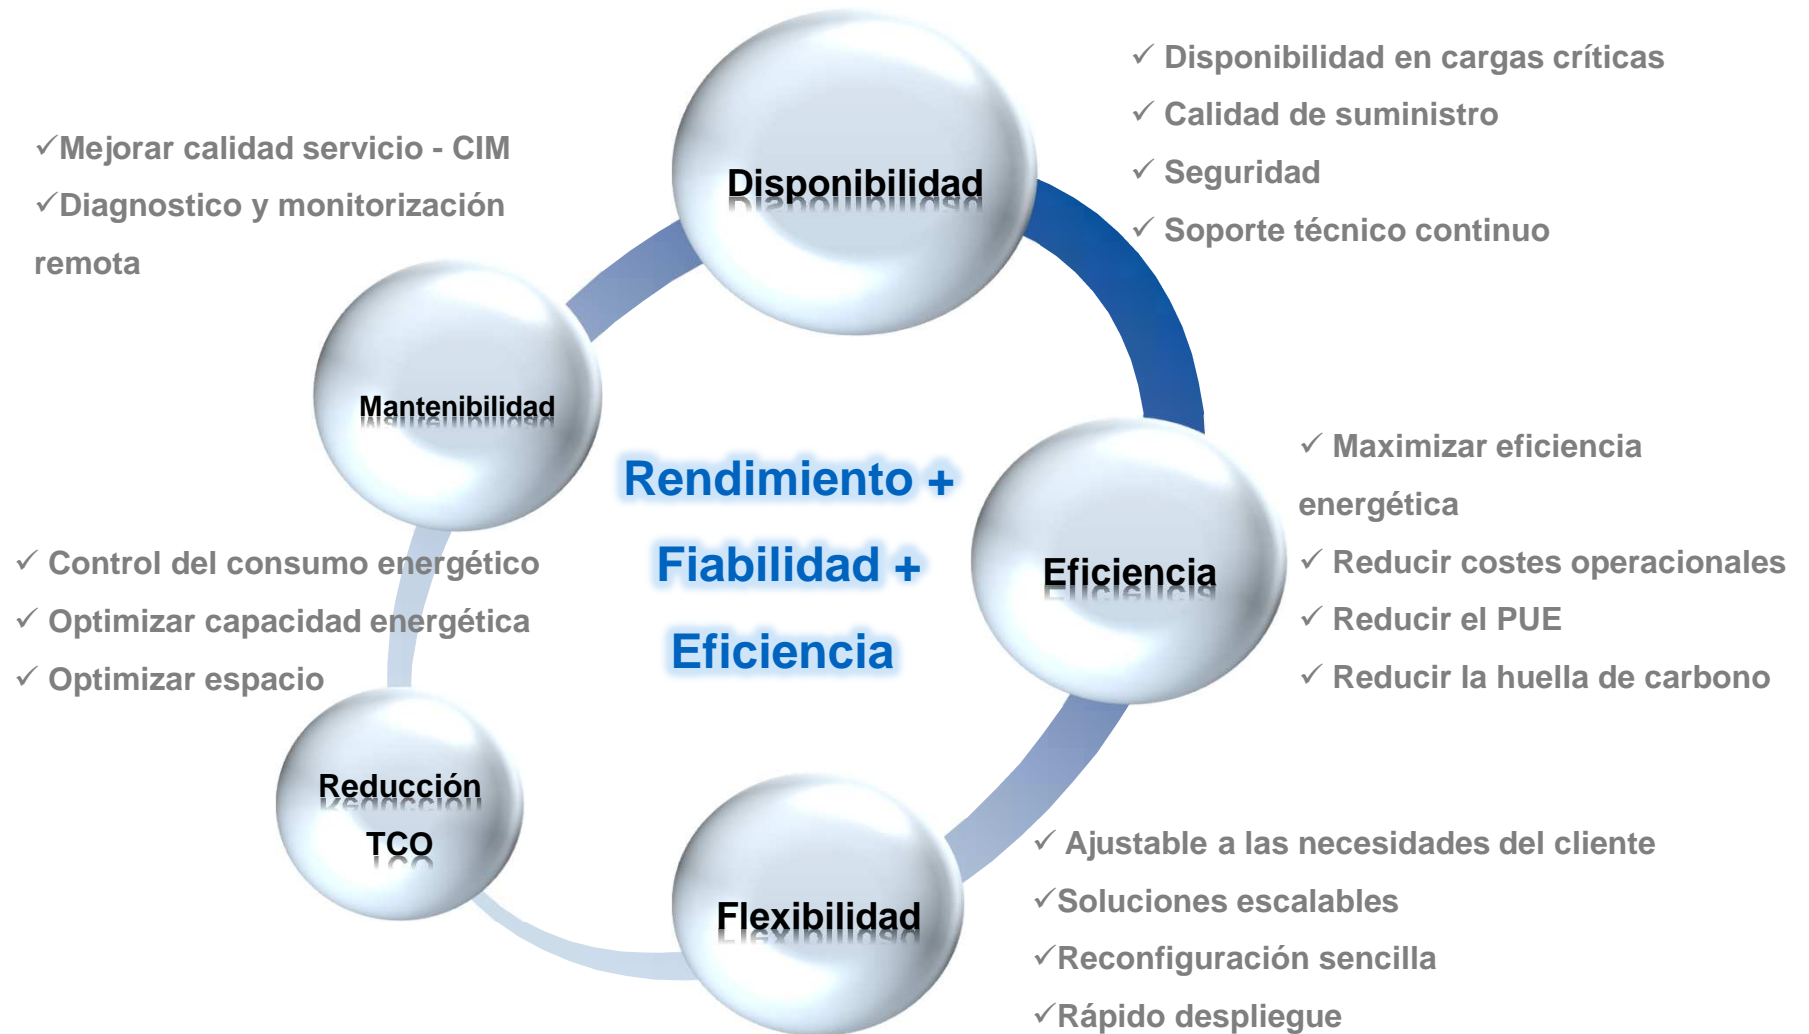 ✓ Disponibilidad en cargas críticas
✓ Calidad de suministro
✓ Seguridad
✓ Soporte técnico continuo
✓Mejorar calidad servicio - CIM
✓Diagnostico y monitorización
remota
Disponibilidad
Mantenibilidad
Rendimiento +
Fiabilidad +
Eficiencia
Eficiencia
✓ Maximizar eficiencia
energética
✓ Reducir costes operacionales
✓ Reducir el PUE
✓ Reducir la huella de carbono
✓ Control del consumo energético
✓ Optimizar capacidad energética
✓ Optimizar espacio
Reducción
TCO
Flexibilidad
✓ Ajustable a las necesidades del cliente
✓Soluciones escalables
✓Reconfiguración sencilla
✓Rápido despliegue